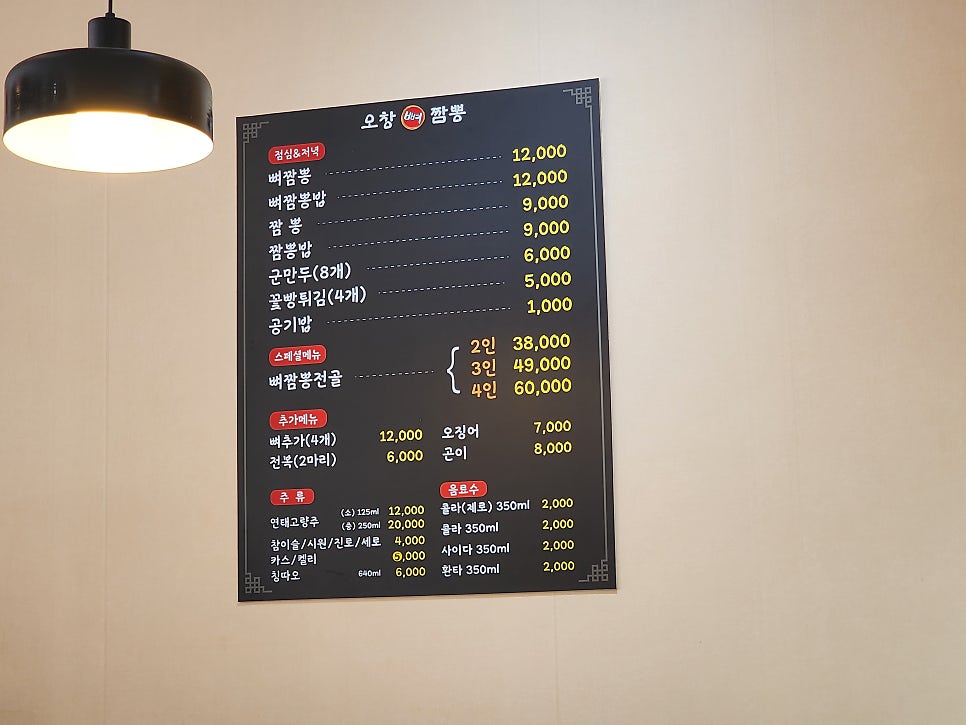 오창 뼈 짬뽕
점심&저녁
뼈짬뽕 12,000
뼈짬뽕밥 12,000
짬 뽕 9,000
짬뽕밥 9,000
군만두(8개) 6,000
꽃빵튀김(4개) 5,000
공기밥 1,000
스페셜메뉴
뼈짬뽕전골 { 2인 38,000
3인 49,000
4인 60,000
추가메뉴
뼈추가(4개) 12,000
전복(2마리) 6,000
오징어 7,000
곤이 8,000
주 류
연태고량주 (소) 125ml 12,000
(중) 250ml 20,000
참이슬/시원/진토/세로 4,000
카스/켈리 5,000
칭따오 640ml 6,000
음료수
콜라(제로) 350ml 2,000
콜라 350ml 2,000
사이다 350ml 2,000
환타 350ml 2,000